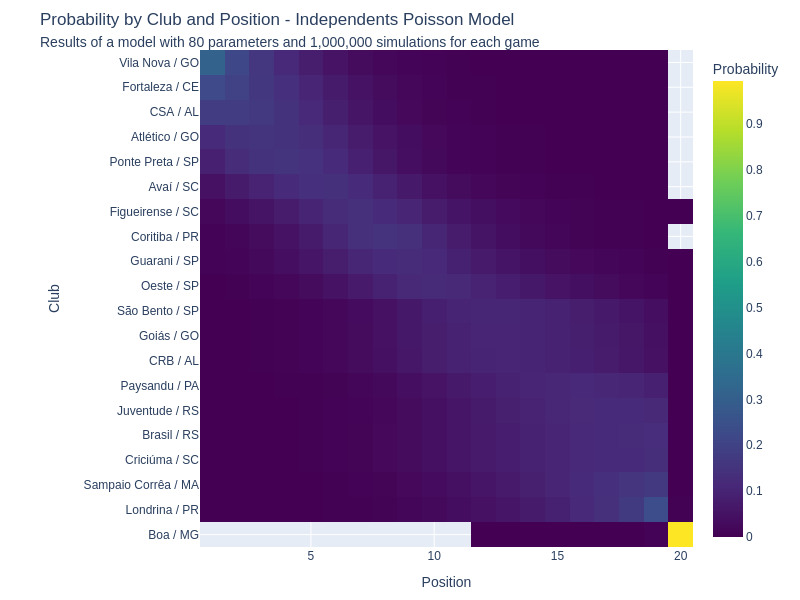 Probability by Club and Position - Independents Poisson Model
Results of a model with 80 parameters and 1,000,000 simulations for each game
Probability
Vila Nova / GO
Fortaleza / CE
CSA / AL
Atlético / GO
Ponte Preta / SP
Avaí / SC
Figueirense / SC
Coritiba / PR
Guarani / SP
Oeste / SP
São Bento / SP
Goiás / GO
CRB / AL
Paysandu / PA
Juventude / RS
Brasil / RS
Criciúma / SC
Sampaio Corrêa / MA
Londrina / PR
Boa / MG
Club
0.9
0.8
0.7
0.6
0.5
0.4
0.3
0.2
0.1
0
5 10 15 20
Position